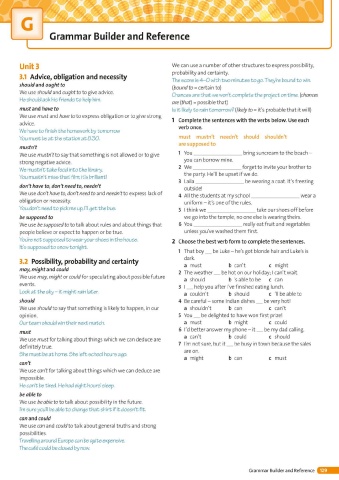 G
Grammar Builder and Reference
Unit 3
3.1 Advice, obligation and necessity
should and ought to
We use should and ought to to give advice.
He should ask his friends to help him.
must and have to
We use must and have to to express obligation or to give strong
advice.
We have to finish the homework by tomorrow.
You must be at the station at 8.30.
mustn't
We use mustn't to say that something is not allowed or to give
strong negative advice.
We mustn't take food into the library.
You mustn't miss that film; it's brilliant!
don't have to, don't need to, needn't
We use don't have to, don't need to and needn't to express lack of
obligation or necessity.
You don't need to pick me up. I'll get the bus.
be supposed to
We use be supposed to to talk about rules and about things that
people believe or expect to happen or be true.
You're not supposed to wear your shoes in the house.
It's supposed to snow tonight.
3.2 Possibility, probability and certainty
may, might and could
We use may, might or could for speculating about possible future
events.
Look at the sky – it might rain later.
should
We use should to say that something is likely to happen, in our
opinion.
Our team should win their next match.
must
We use must for talking about things which we can deduce are
definitely true.
She must be at home. She left school hours ago.
can't
We use can't for talking about things which we can deduce are
impossible.
He can't be tired. He had eight hours' sleep.
be able to
We use be able to to talk about possibility in the future.
I'm sure you'll be able to change that shirt if it doesn't fit.
can and could
We use can and could to talk about general truths and strong
possibilities.
Travelling around Europe can be quite expensive.
The café could be closed by now.
We can use a number of other structures to express possibility,
probability and certainty.
The score is 4–0 with two minutes to go. They're bound to win.
(bound to = certain to)
Chances are that we won't complete the project on time. (chances
are (that) = possible that)
Is it likely to rain tomorrow? (likely to = it's probable that it will)
1 Complete the sentences with the verbs below. Use each
verb once.
must mustn't needn't should shouldn't
are supposed to
1 You ____ bring suncream to the beach –
you can borrow mine.
2 We ____ forget to invite your brother to
the party. He'll be upset if we do.
3 Laila ____ be wearing a coat. It's freezing
outside!
4 All the students at my school ____ wear a
uniform – it's one of the rules.
5 I think we ____ take our shoes off before
we go into the temple; no one else is wearing theirs.
6 You ____ really eat fruit and vegetables
unless you've washed them first.
2 Choose the best verb form to complete the sentences.
1 That boy ____ be Luke – he's got blonde hair and Luke's is
dark.
a must b can't c might
2 The weather ____ be hot on our holiday; I can't wait.
a should b 's able to be c can
3 I ____ help you after I've finished eating lunch.
a couldn't b should c 'll be able to
4 Be careful – some Indian dishes ____ be very hot!
a shouldn't b can c can't
5 You ____ be delighted to have won first prize!
a must b might c could
6 I'd better answer my phone – it ____ be my dad calling.
a can't b could c should
7 I'm not sure, but it ____ be busy in town because the sales
are on.
a might b can c must
Grammar Builder and Reference 129